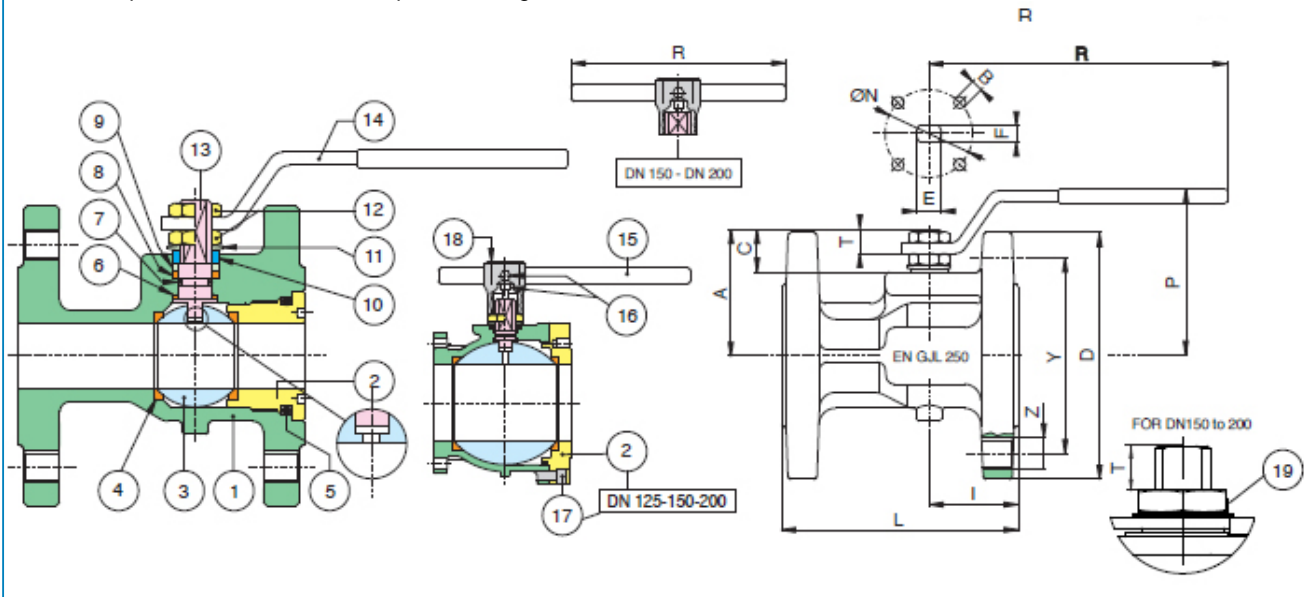 R
R
R
ØN
B
F
E
DN 150 - DN 200
9
8
7
6
13
14
12
11
10
2
4
3
1
5
18
15
16
2
17
DN 125-150-200
A
C
T
P
Y
D
Z
I
L
EN GJL 250
FOR DN150 to 200
T
19